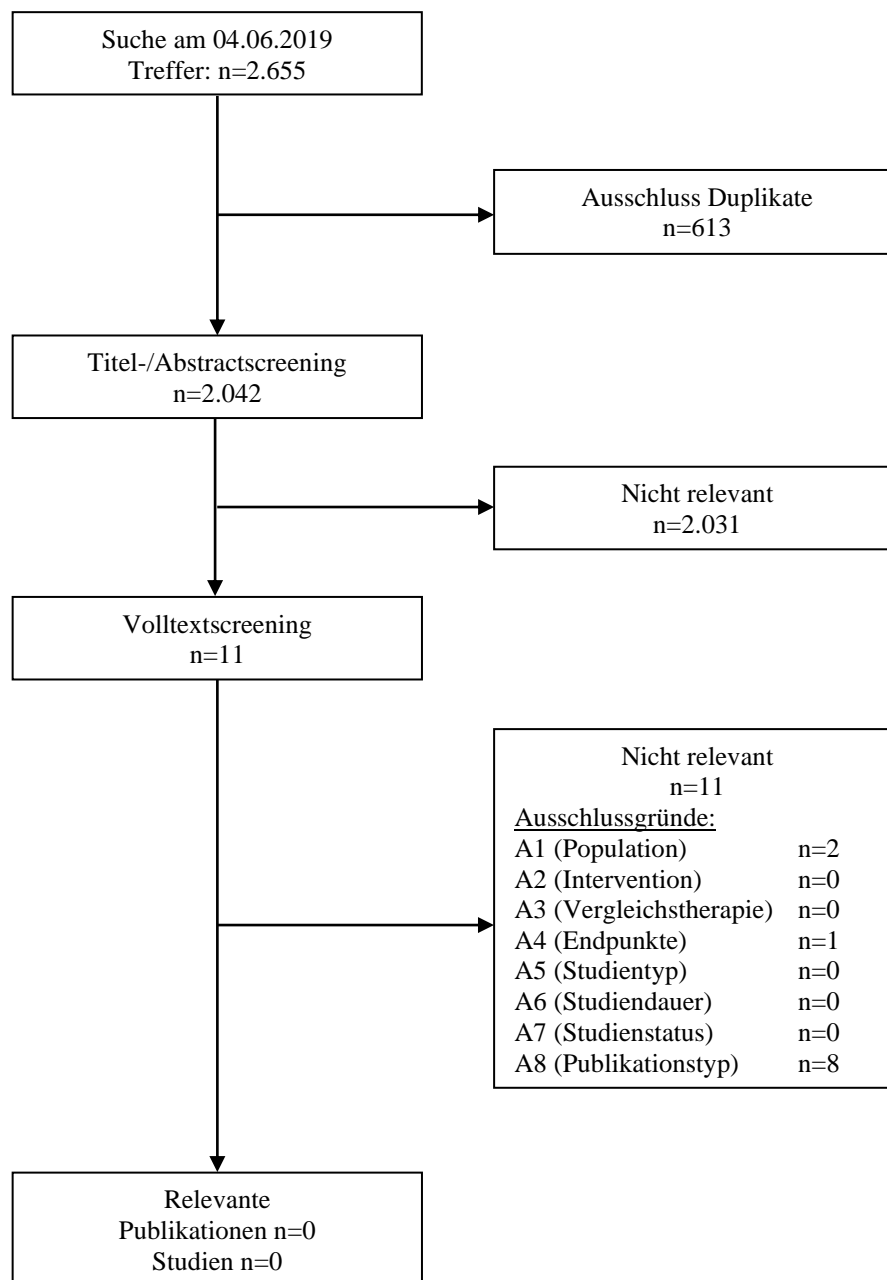 Suche am 04.06.2019
Treffer: n=2.655
Ausschluss Duplikate
n=613
Titel-/Abstractscreening
n=2.042
Nicht relevant
n=2.031
Volltextscreening
n=11
Nicht relevant
n=11
Ausschlussgründe:
A1 (Population) n=2
A2 (Intervention) n=0
A3 (Vergleichstherapie) n=0
A4 (Endpunkte) n=1
A5 (Studientyp) n=0
A6 (Studiendauer) n=0
A7 (Studienstatus) n=0
A8 (Publikationstyp) n=8
Relevante
Publikationen n=0
Studien n=0